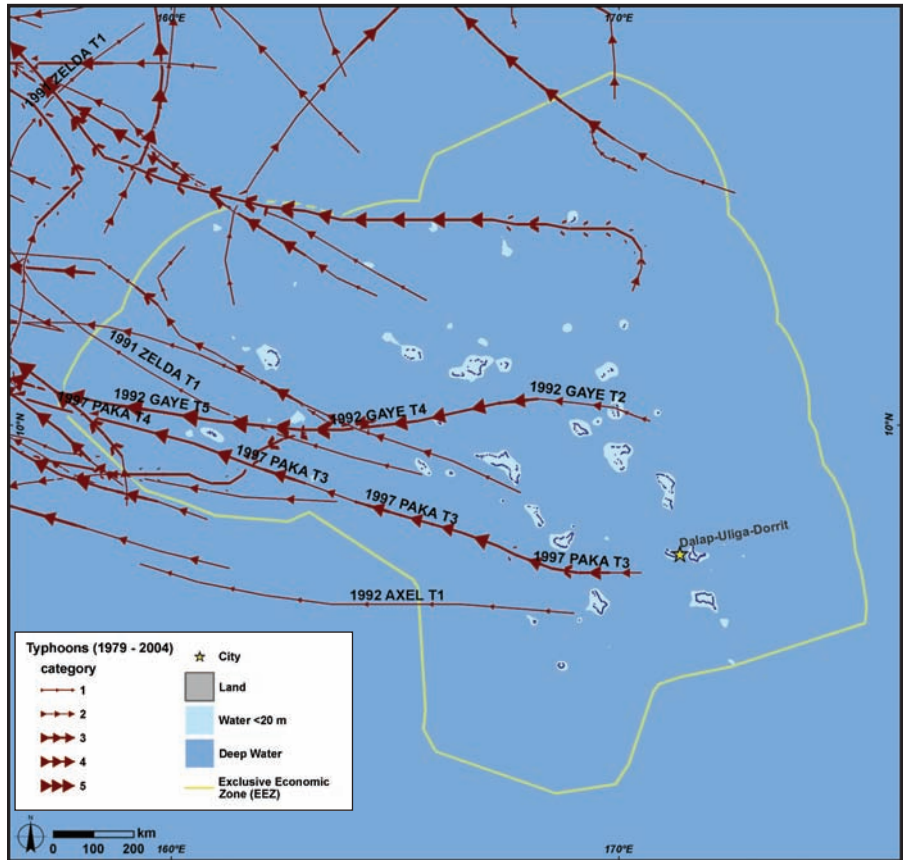 160°E
170°E
1991 ZELDA T1
1991 ZELDA T1
1992 GAYE T2
1992 GAYE T5
1992 GAYE T4
1997 PAKA T4
10°N
10°N
1997 PAKA T3
1997 PAKA T3
1997 PAKA T3
Dalap-Uliga-Dorrit
1992 AXEL T1
Typhoons (1979 - 2004)
category
1
2
3
4
5
City
Land
Water <20 m
Deep Water
Exclusive Economic
Zone (EEZ)
N
km
0 100 200
160°E
170°E